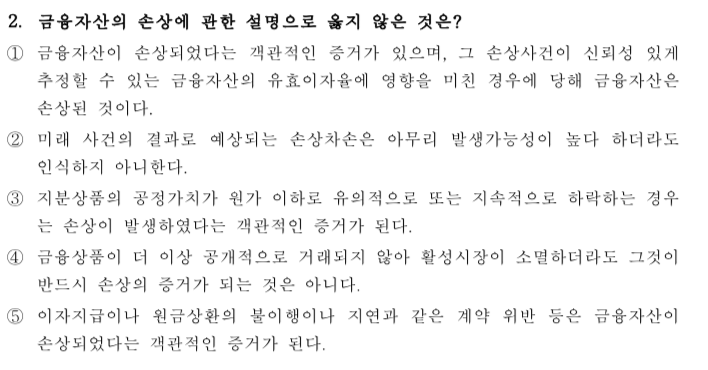 2. 금융자산의 손상에 관한 설명으로 옳지 않은 것은?
① 금융자산이 손상되었다는 객관적인 증거가 있으며, 그 손상사건이 신뢰성 있게
추정할 수 있는 금융자산의 유효이자율에 영향을 미친 경우에 당해 금융자산은
손상된 것이다.
② 미래 사건의 결과로 예상되는 손상차손은 아무리 발생가능성이 높다 하더라도
인식하지 아니한다.
③ 지분상품의 공정가치가 원가 이하로 유의적으로 또는 지속적으로 하락하는 경우
는 손상이 발생하였다는 객관적인 증거가 된다.
④ 금융상품이 더 이상 공개적으로 거래되지 않아 활성시장이 소멸하더라도 그것이
반드시 손상의 증거가 되는 것은 아니다.
⑤ 이자지급이나 원금상환의 불이행이나 지연과 같은 계약 위반 등은 금융자산이
손상되었다는 객관적인 증거가 된다.